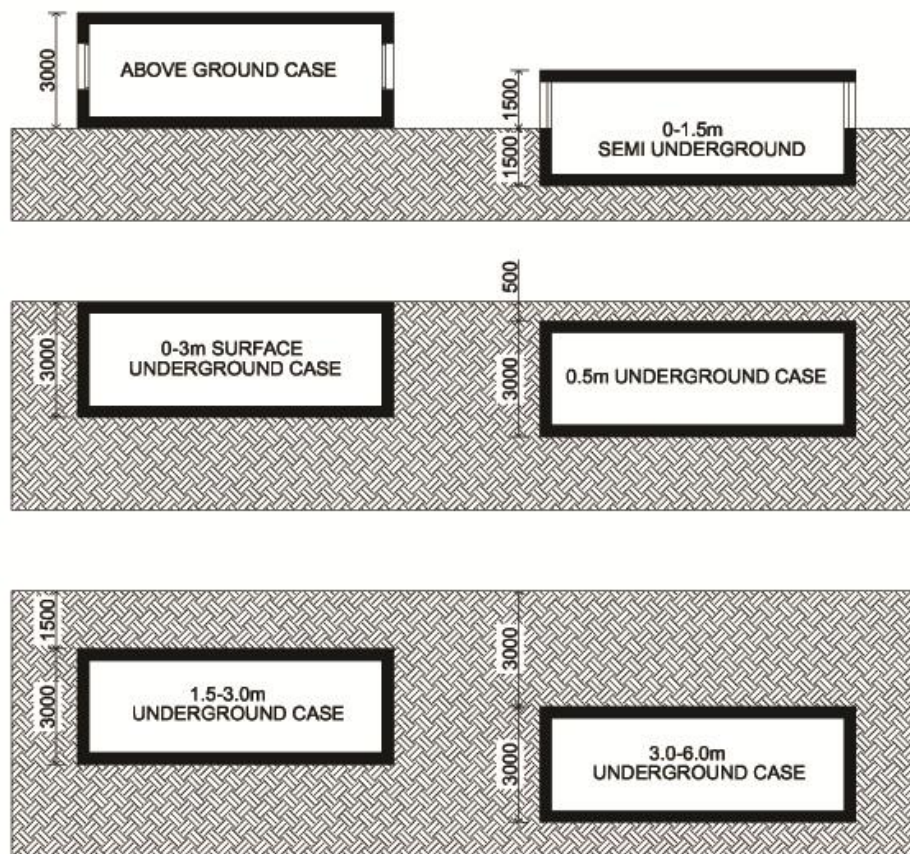 3000
ABOVE GROUND CASE
1500
1500
0-1.5m
SEMI UNDERGROUND
3000
0-3m SURFACE
UNDERGROUND CASE
500
3000
0.5m UNDERGROUND CASE
1500
3000
1.5-3.0m
UNDERGROUND CASE
3000
3000
3.0-6.0m
UNDERGROUND CASE